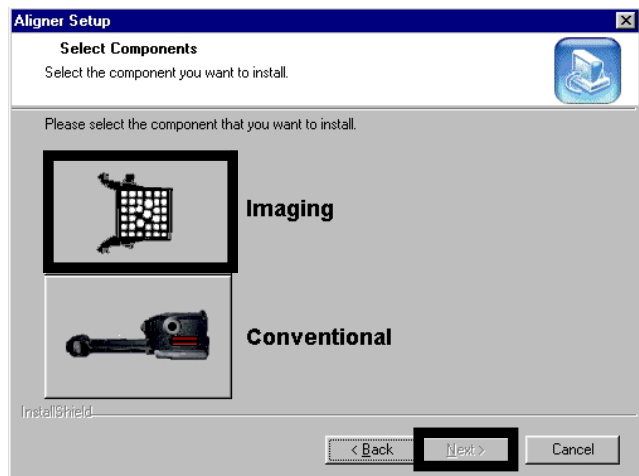 Aligner Setup
Select Components
Select the component you want to install.
Please select the component that you want to install.
Imaging
Conventional
InstallShield
< Back
Next >
Cancel